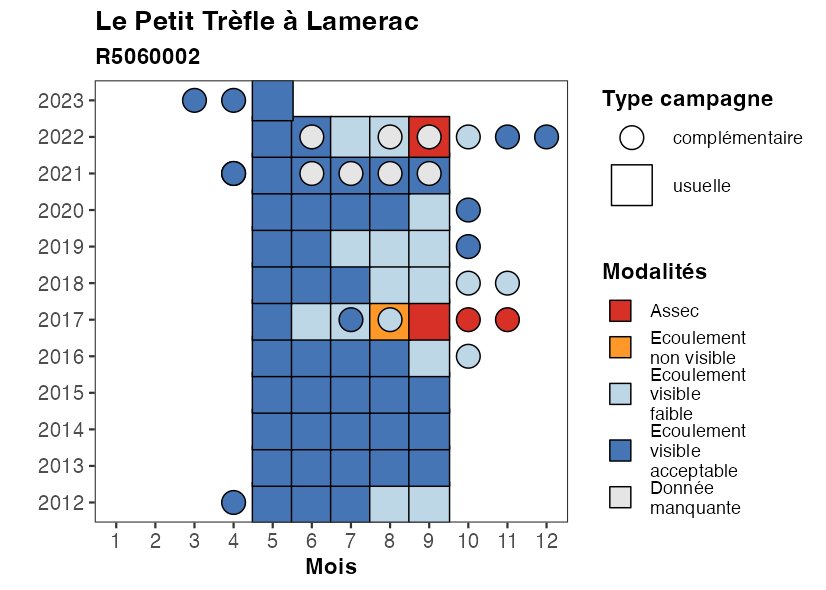 Le Petit Trèfle à Lamerac
R5060002
2023
2022
2021
2020
2019
2018
2017
2016
2015
2014
2013
2012
1 2 3 4 5 6 7 8 9 10 11 12
Mois
Type campagne
complémentaire
usuelle
Modalités
Assec
Ecoulement
non visible
Ecoulement
visible
faible
Ecoulement
visible
acceptable
Donnée
manquante